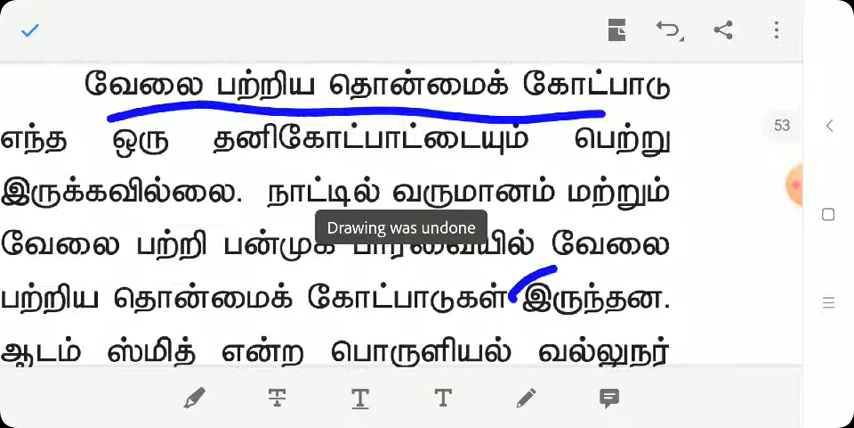 வேலை பற்றிய தொன்மைக் கோட்பாடு
எந்த ஒரு தனிகோட்பாட்டையும் பெற்று
53
இருக்கவில்லை. நாட்டில் வருமானம் மற்றும்
Drawing was undone
வேலை பற்றி பன்முக பார்வையில் வேலை
பற்றிய தொன்மைக் கோட்பாடுகள் இருந்தன.
ஆடம் ஸ்மித் என்ற பொருளியல் வல்லுநர்